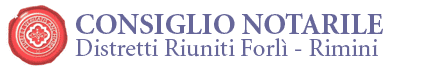 CONSIGLIO NOTARILE
Distretti Riuniti Forlì - Rimini